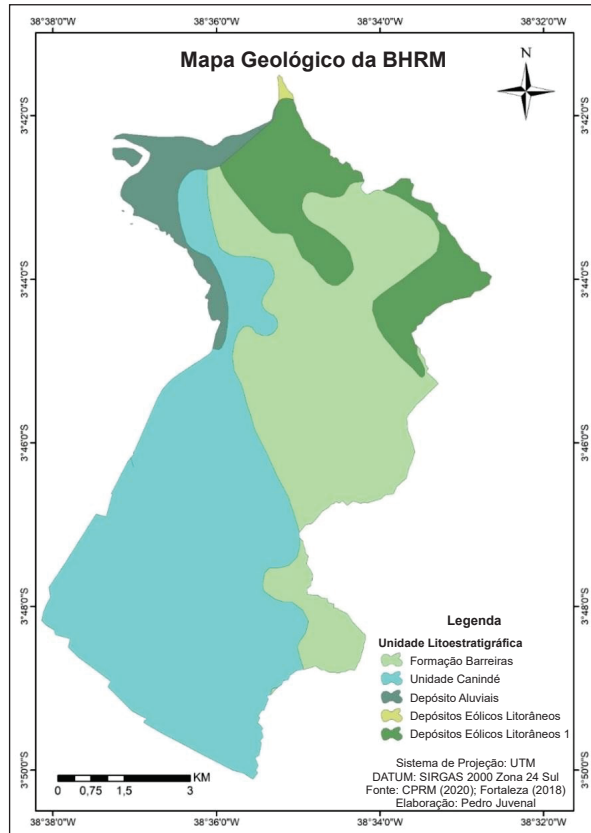 38°38'0"S 38°36'0"S 38°34'0"S 38°32'0"S
Mapa Geológico da BHRM
N
3°42'0"S 3°42'0"S
3°44'0"S 3°44'0"S
3°46'0"S 3°46'0"S
3°48'0"S 3°48'0"S
3°50'0"S 3°50'0"S
Legenda
Unidade Litoestratigráfica
Formação Barreiras
Unidade Canindé
Depósito Aluviais
Depósitos Eólicos Litorâneos
Depósitos Eólicos Litorâneos 1
KM
0 0,75 1,5 3
Sistema de Projeção: UTM
DATUM: SIRGAS 2000 Zona 24 Sul
Fonte: CPRM (2020); Fortaleza (2018)
Elaboração: Pedro Juvenal
38°38'0"S 38°36'0"S 38°34'0"S 38°32'0"S